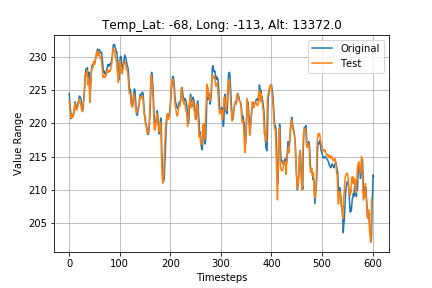 Temp_Lat: -68, Long: -113, Alt: 13372.0
Original
Test
Value Range
230
225
220
215
210
205
0 100 200 300 400 500 600
Timesteps